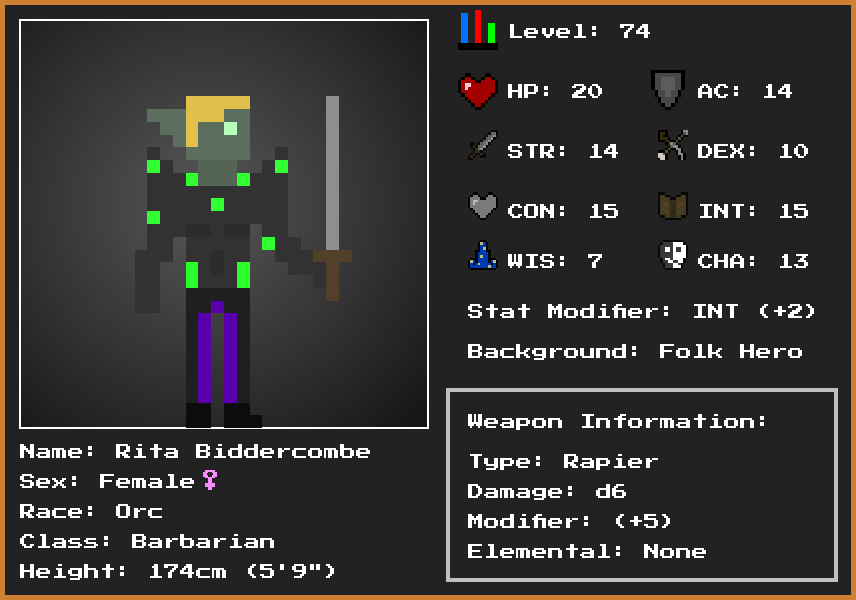 Level: 74
HP: 20
AC: 14
STR: 14
DEX: 10
CON: 15
INT: 15
WIS: 7
CHA: 13
Stat Modifier: INT (+2)
Background: Folk Hero
Weapon Information:
Type: Rapier
Damage: d6
Modifier: (+5)
Elemental: None
Name: Rita Biddercombe
Sex: Female♀
Race: Orc
Class: Barbarian
Height: 174cm (5'9")